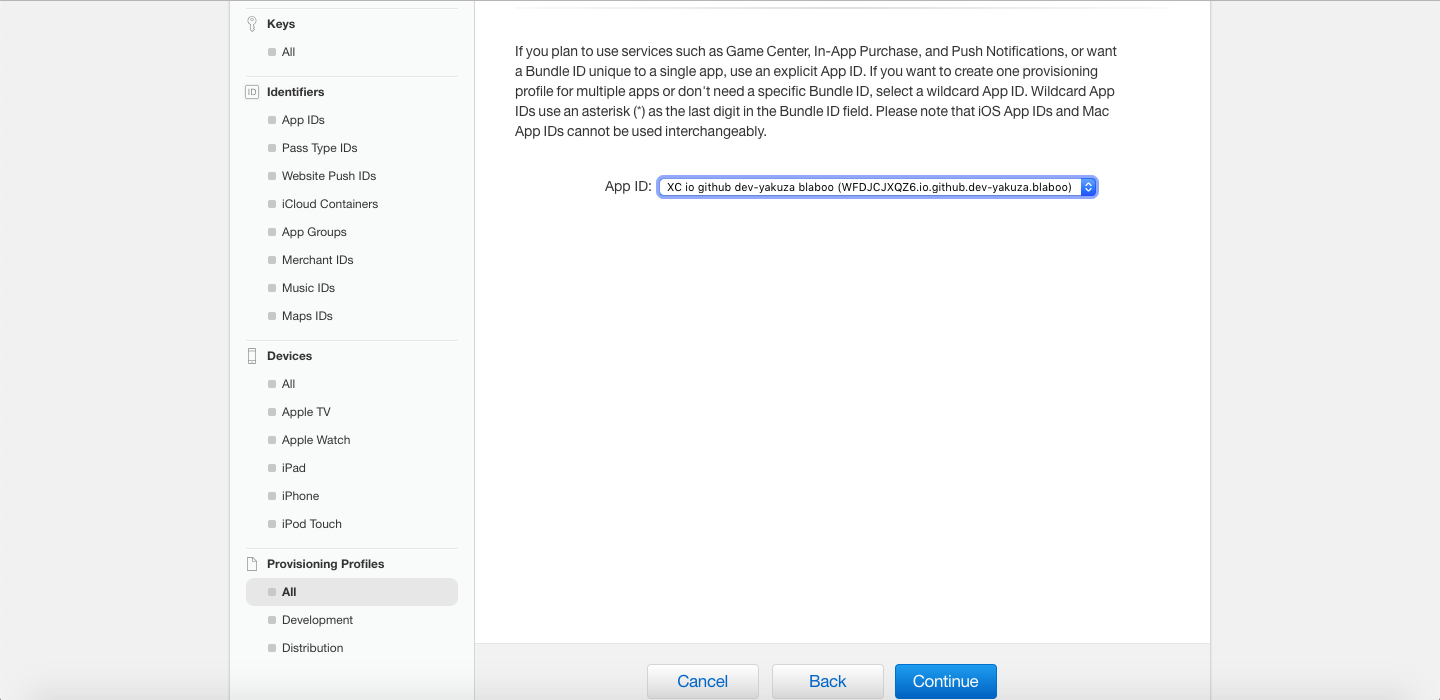 Keys
All
ID Identifiers
App IDs
Pass Type IDs
Website Push IDs
iCloud Containers
App Groups
Merchant IDs
Music IDs
Maps IDs
Devices
All
Apple TV
Apple Watch
iPad
iPhone
iPod Touch
Provisioning Profiles
All
Development
Distribution
If you plan to use services such as Game Center, In-App Purchase, and Push Notifications, or want
a Bundle ID unique to a single app, use an explicit App ID. If you want to create one provisioning
profile for multiple apps or don't need a specific Bundle ID, select a wildcard App ID. Wildcard App
IDs use an asterisk (*) as the last digit in the Bundle ID field. Please note that iOS App IDs and Mac
App IDs cannot be used interchangeably.
App ID: XC io github dev-yakuza blaboo (WFDJCJXQZ6.io.github.dev-yakuza.blaboo)
Cancel Back Continue